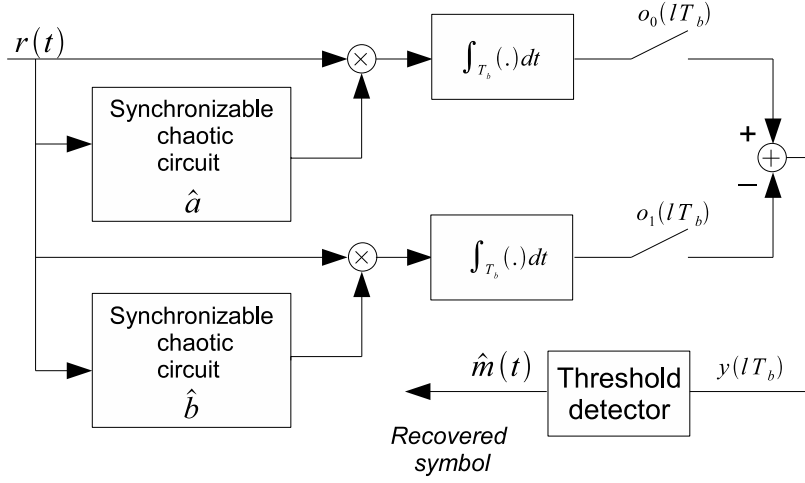 r(t)
×
∫_{T_b}(.)dt
o_0(lT_b)
Synchronizable
chaotic
circuit
â
+
+
−
×
∫_{T_b}(.)dt
o_1(lT_b)
Synchronizable
chaotic
circuit
b̂
m̂(t)
Threshold
detector
y(lT_b)
Recovered
symbol